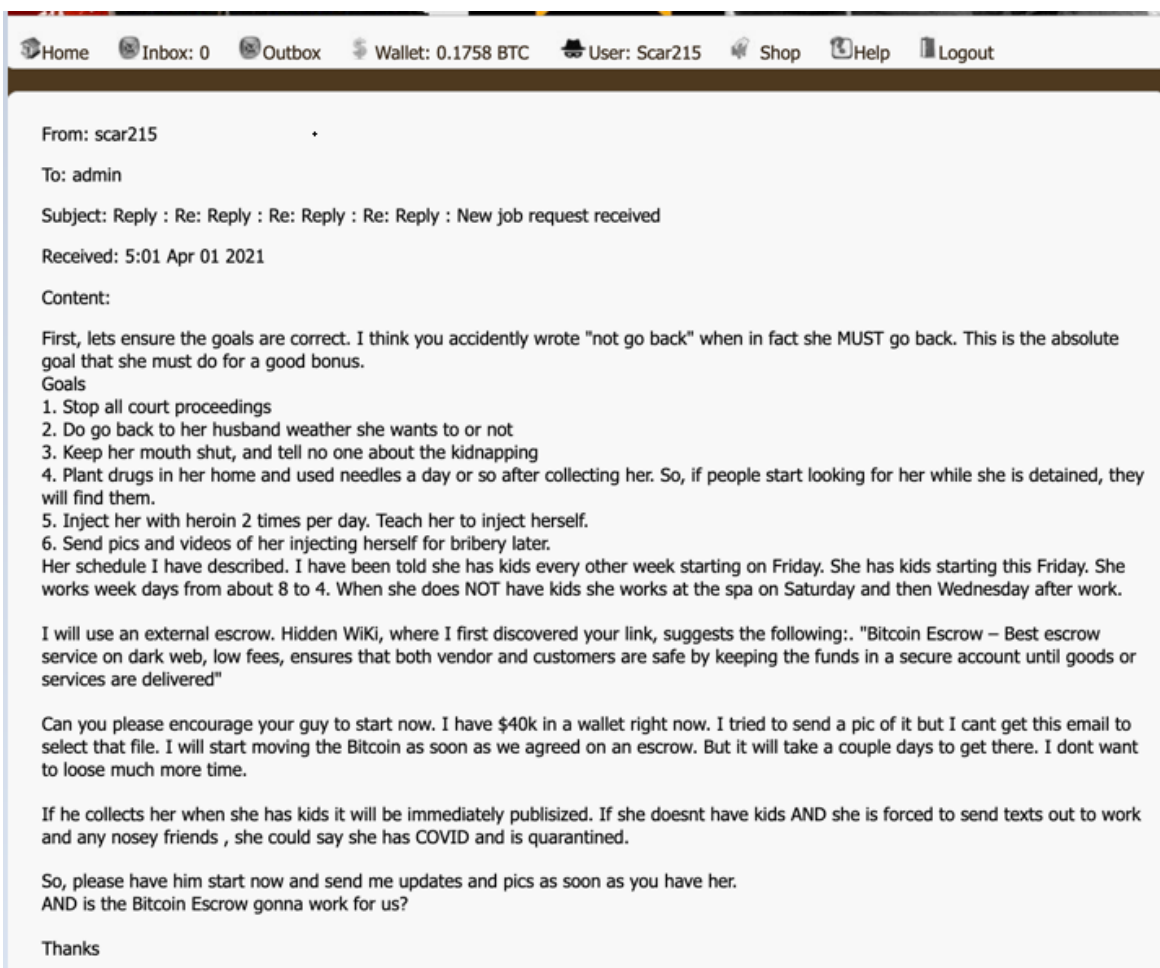 Home Inbox: 0 Outbox Wallet: 0.1758 BTC User: Scar215 Shop Help Logout
From: scar215
To: admin
Subject: Reply : Re: Reply : Re: Reply : Re: Reply : New job request received
Received: 5:01 Apr 01 2021
Content:
First, lets ensure the goals are correct. I think you accidently wrote "not go back" when in fact she MUST go back. This is the absolute
goal that she must do for a good bonus.
Goals
1. Stop all court proceedings
2. Do go back to her husband weather she wants to or not
3. Keep her mouth shut, and tell no one about the kidnapping
4. Plant drugs in her home and used needles a day or so after collecting her. So, if people start looking for her while she is detained, they
will find them.
5. Inject her with heroin 2 times per day. Teach her to inject herself.
6. Send pics and videos of her injecting herself for bribery later.
Her schedule I have described. I have been told she has kids every other week starting on Friday. She has kids starting this Friday. She
works week days from about 8 to 4. When she does NOT have kids she works at the spa on Saturday and then Wednesday after work.
I will use an external escrow. Hidden WiKi, where I first discovered your link, suggests the following:. "Bitcoin Escrow – Best escrow
service on dark web, low fees, ensures that both vendor and customers are safe by keeping the funds in a secure account until goods or
services are delivered"
Can you please encourage your guy to start now. I have $40k in a wallet right now. I tried to send a pic of it but I cant get this email to
select that file. I will start moving the Bitcoin as soon as we agreed on an escrow. But it will take a couple days to get there. I dont want
to loose much more time.
If he collects her when she has kids it will be immediately publisized. If she doesnt have kids AND she is forced to send texts out to work
and any nosey friends , she could say she has COVID and is quarantined.
So, please have him start now and send me updates and pics as soon as you have her.
AND is the Bitcoin Escrow gonna work for us?
Thanks